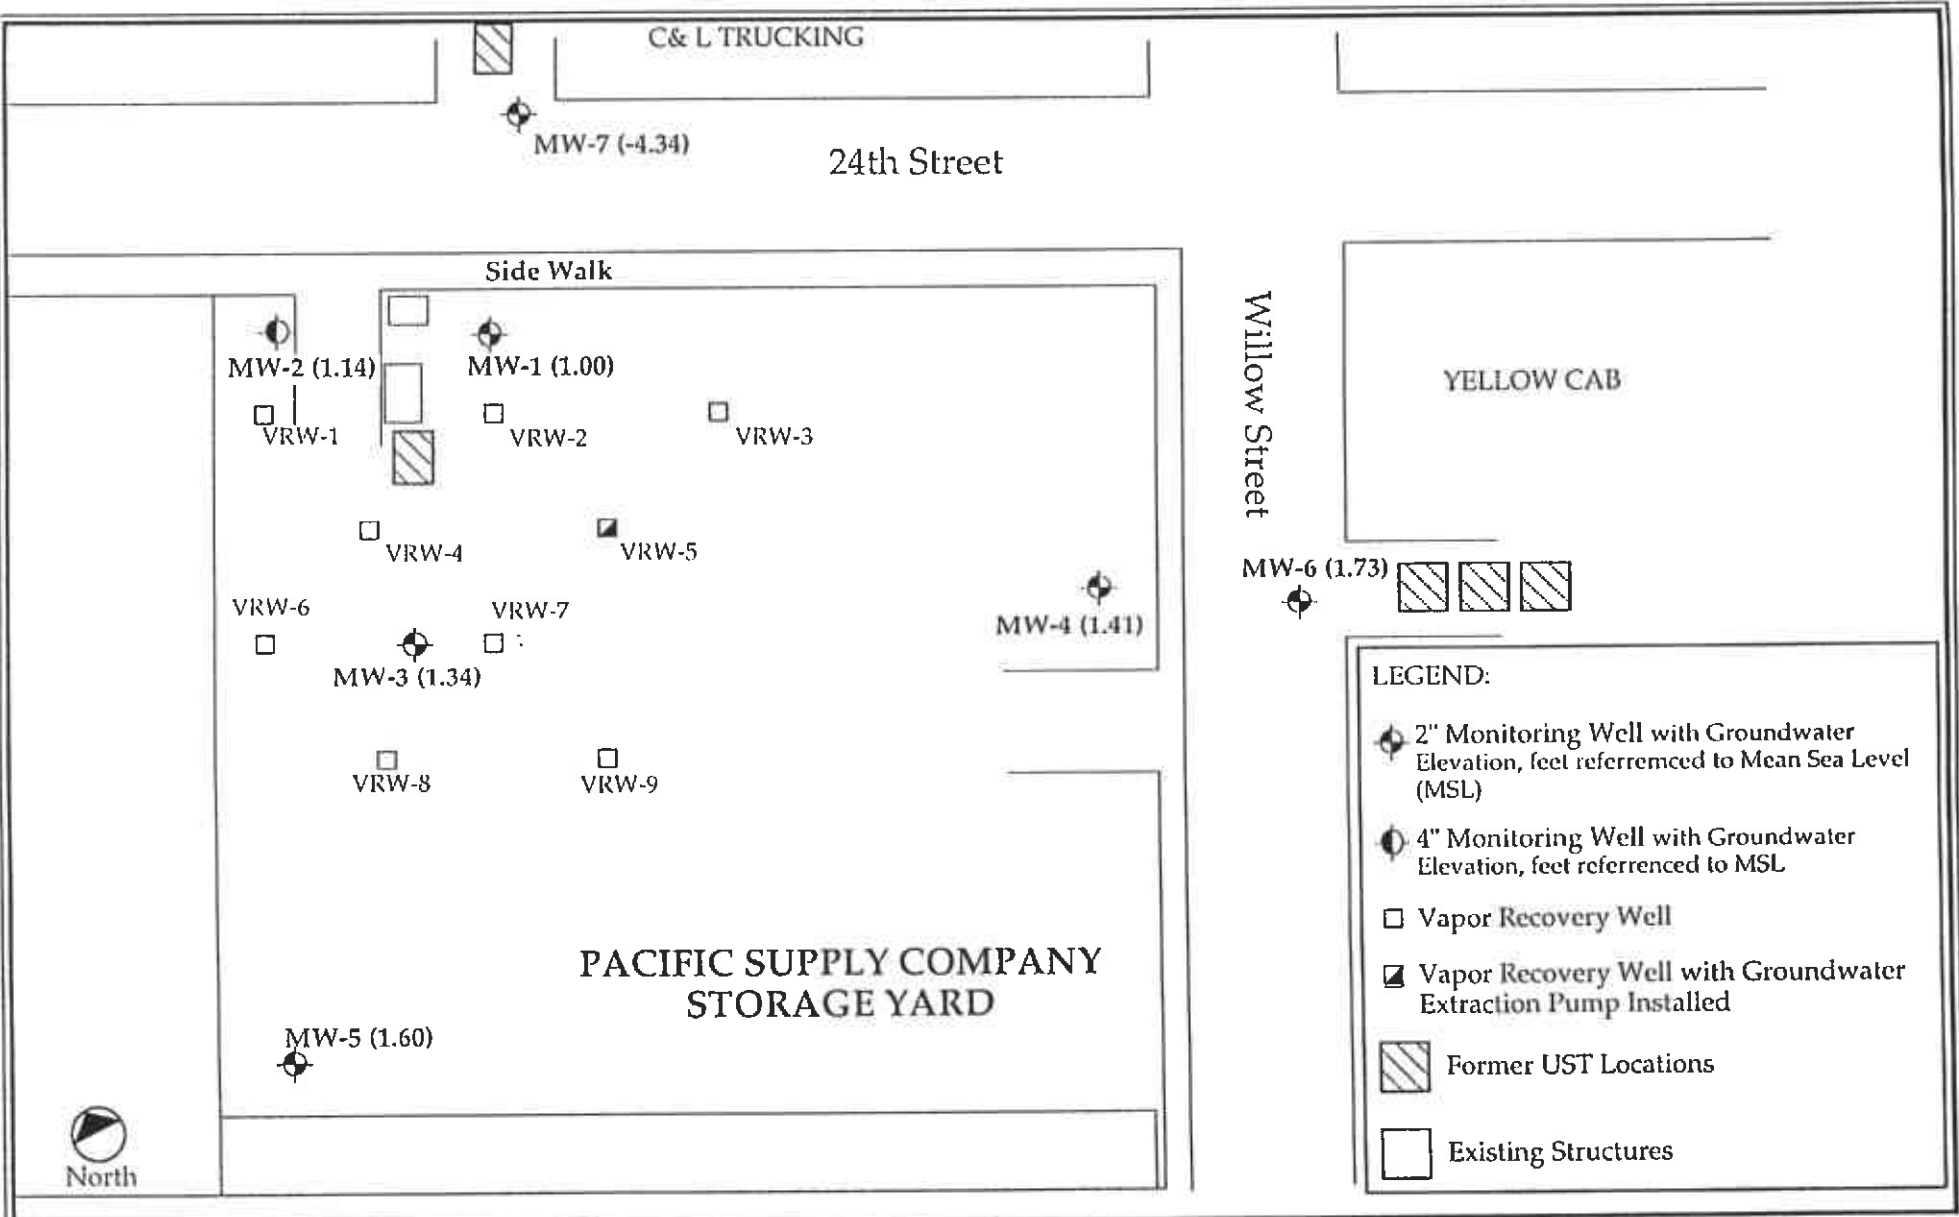 C& L TRUCKING
MW-7 (-4.34)
24th Street
Side Walk
MW-2 (1.14)
MW-1 (1.00)
VRW-1
VRW-2
VRW-3
Willow Street
YELLOW CAB
VRW-4
VRW-5
MW-6 (1.73)
VRW-6
VRW-7
MW-4 (1.41)
MW-3 (1.34)
VRW-8
VRW-9
PACIFIC SUPPLY COMPANY
STORAGE YARD
MW-5 (1.60)
North
LEGEND:
2" Monitoring Well with Groundwater
Elevation, feet referremced to Mean Sea Level
(MSL)
4" Monitoring Well with Groundwater
Elevation, feet referrenced to MSL
Vapor Recovery Well
Vapor Recovery Well with Groundwater
Extraction Pump Installed
Former UST Locations
Existing Structures